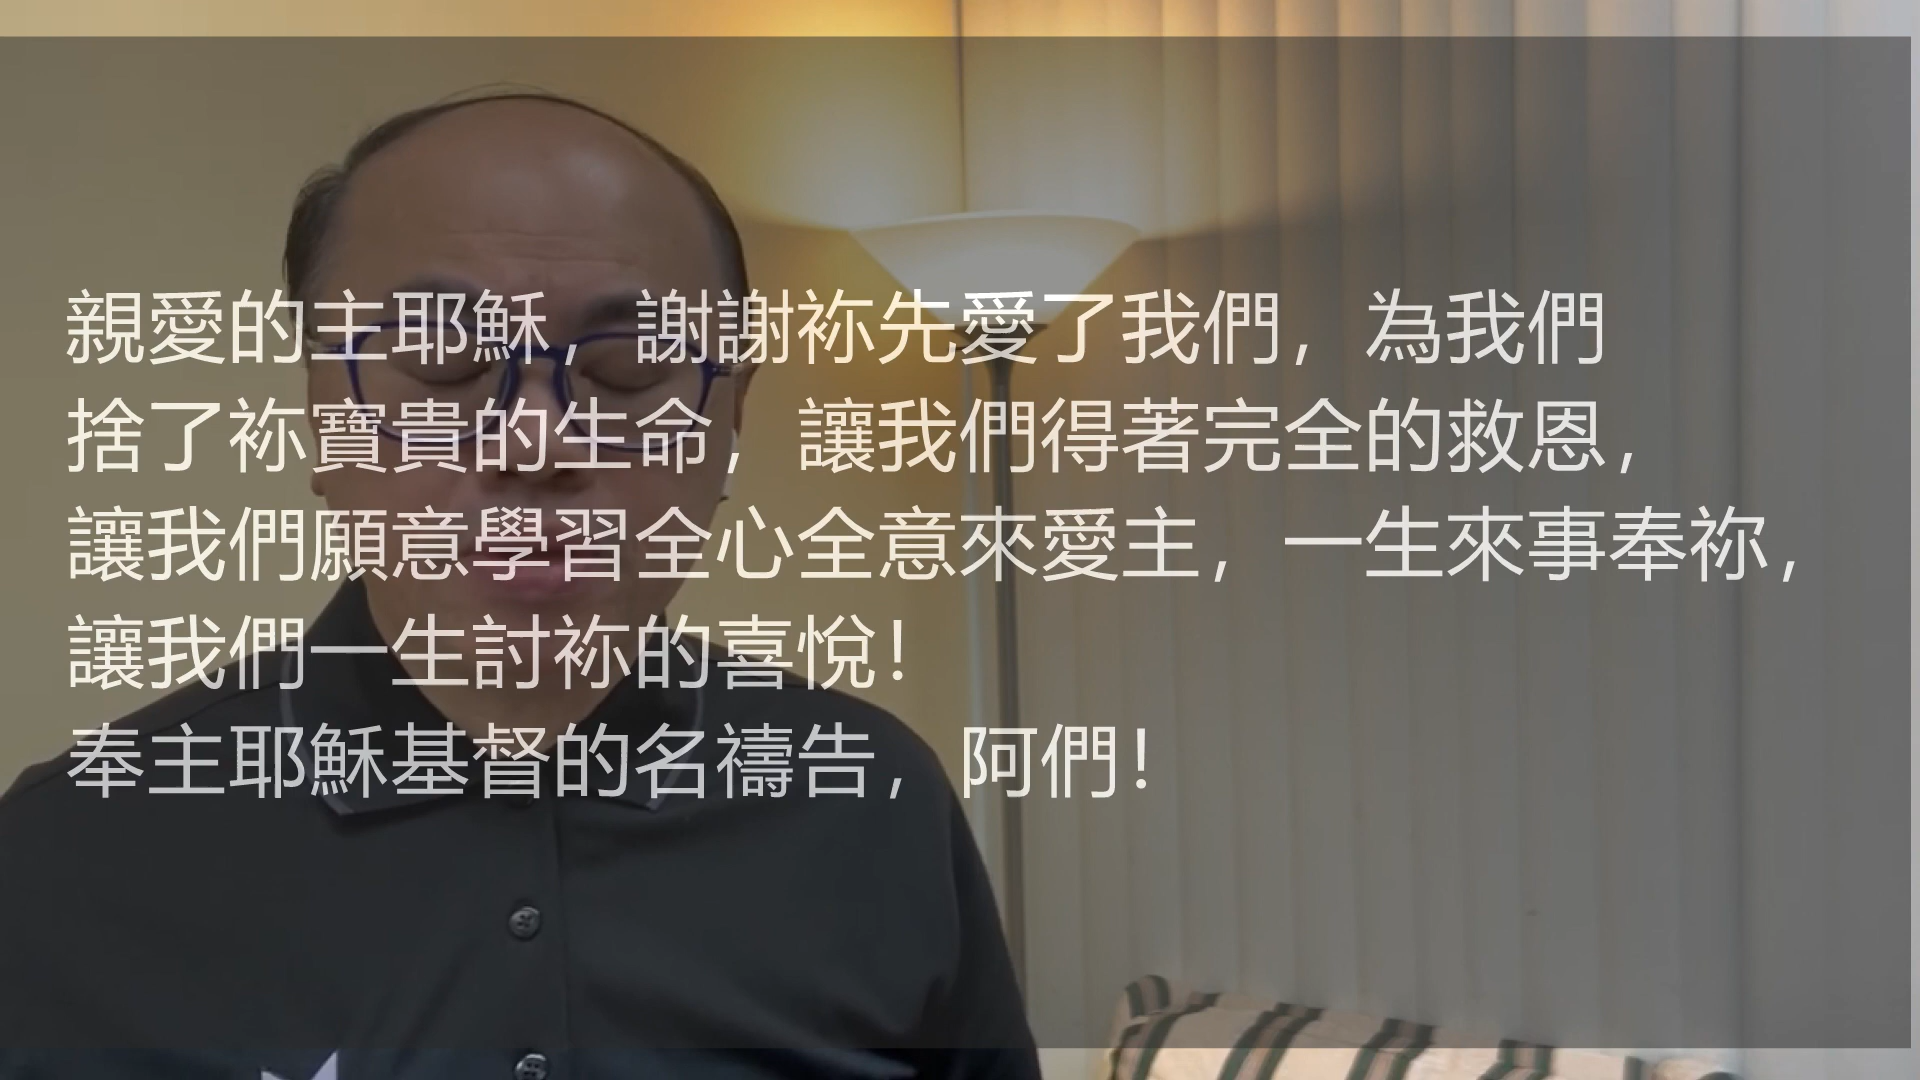 親愛的主耶穌，謝謝袮先愛了我們，為我們
捨了袮寶貴的生命，讓我們得著完全的救恩，
讓我們願意學習全心全意來愛主，一生來事奉祢，
讓我們一生討袮的喜悅！
奉主耶穌基督的名禱告，阿們！